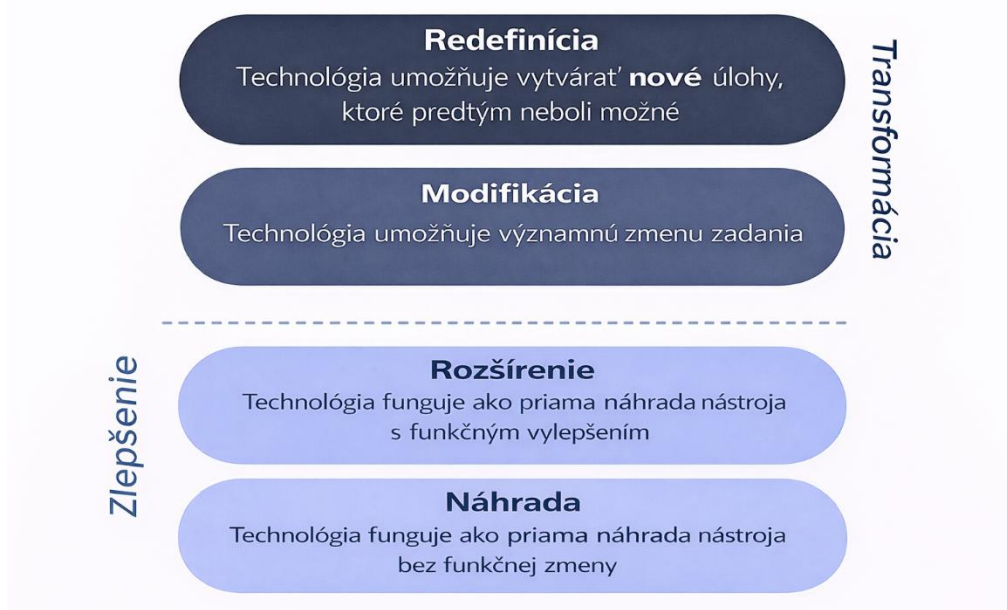 Redefinícia
Technológia umožňuje vytvárať nové úlohy,
ktoré predtým neboli možné
Transformácia
Modifikácia
Technológia umožňuje významnú zmenu zadania
Zlepšenie
Rozšírenie
Technológia funguje ako priama náhrada nástroja
s funkčným vylepšením
Náhrada
Technológia funguje ako priama náhrada nástroja
bez funkčnej zmeny